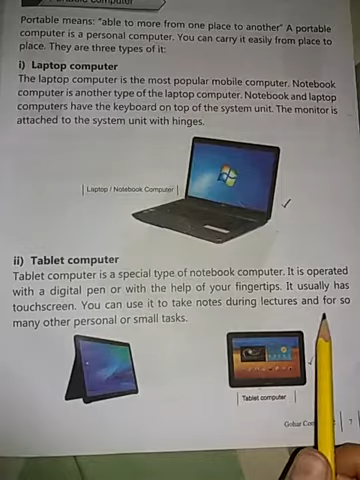 Portable means: "able to more from one place to another" A portable
computer is a personal computer. You can carry it easily from place to
place. They are three types of it:
i) Laptop computer
The laptop computer is the most popular mobile computer. Notebook
computer is another type of the laptop computer. Notebook and laptop
computers have the keyboard on top of the system unit. The monitor is
attached to the system unit with hinges.
Laptop / Notebook Computer
ii) Tablet computer
Tablet computer is a special type of notebook computer. It is operated
with a digital pen or with the help of your fingertips. It usually has
touchscreen. You can use it to take notes during lectures and for so
many other personal or small tasks.
Tablet computer
Gohar 7